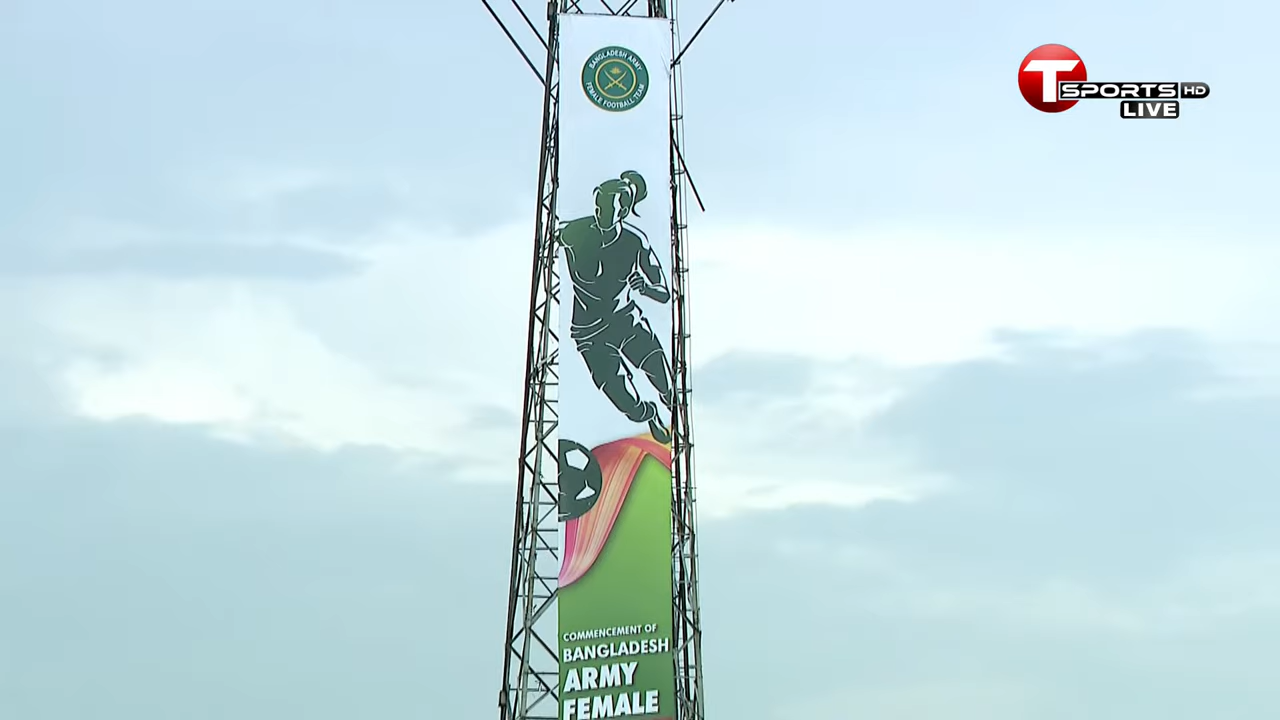 BANGLADESH ARMY
FEMALE FOOTBALL TEAM
T SPORTS HD
LIVE
COMMENCEMENT OF
BANGLADESH
ARMY
FEMALE